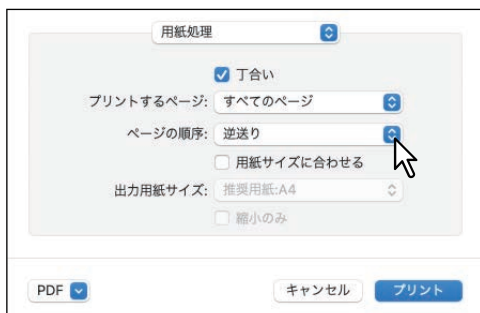 用紙処理
丁合い
プリントするページ: すべてのページ
ページの順序: 逆送り
用紙サイズに合わせる
出力用紙サイズ: 推奨用紙:A4
縮小のみ
PDF キャンセル プリント